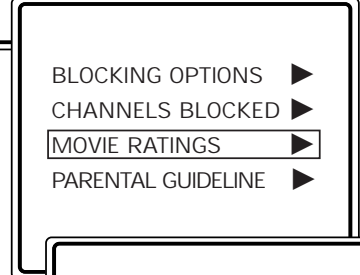 BLOCKING OPTIONS ▶
CHANNELS BLOCKED ▶
MOVIE RATINGS ▶
PARENTAL GUIDELINE ▶